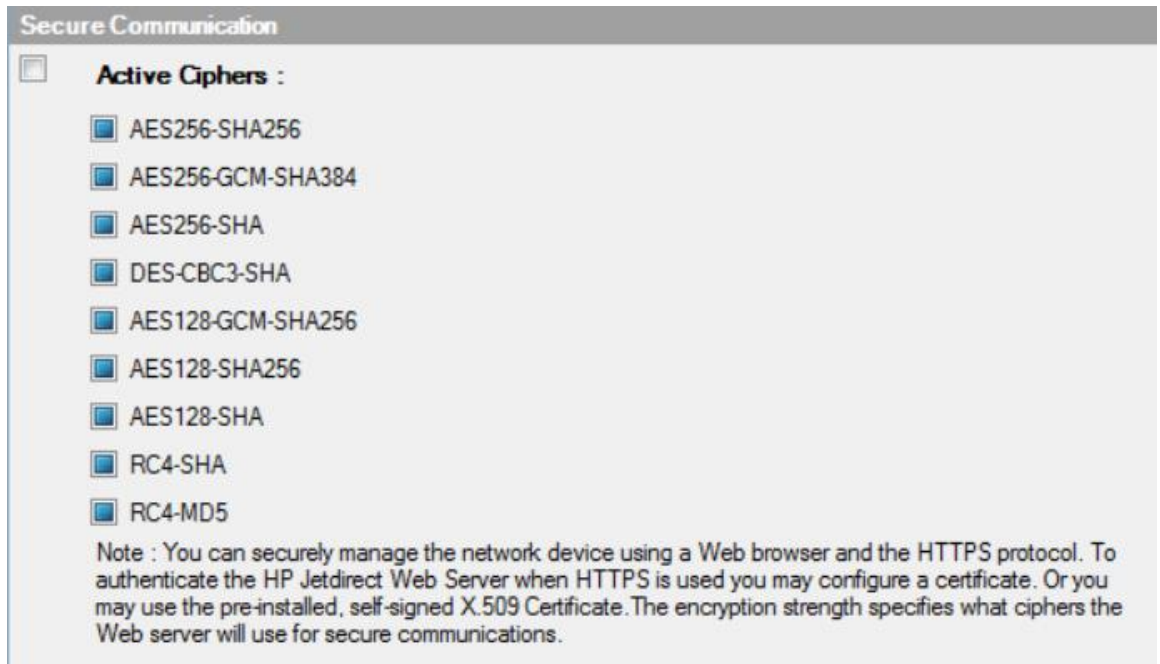 Secure Communication
Active Ciphers :
AES256-SHA256
AES256-GCM-SHA384
AES256-SHA
DES-CBC3-SHA
AES128-GCM-SHA256
AES128-SHA256
AES128-SHA
RC4-SHA
RC4-MD5
Note : You can securely manage the network device using a Web browser and the HTTPS protocol. To
authenticate the HP Jetdirect Web Server when HTTPS is used you may configure a certificate. Or you
may use the pre-installed, self-signed X.509 Certificate.The encryption strength specifies what ciphers the
Web server will use for secure communications.